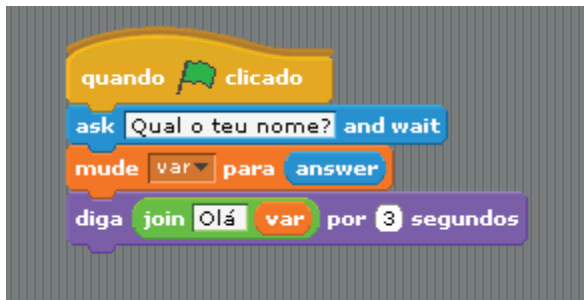 quando clicado
ask Qual o teu nome? and wait
mude var para answer
diga join Olá var por 3 segundos